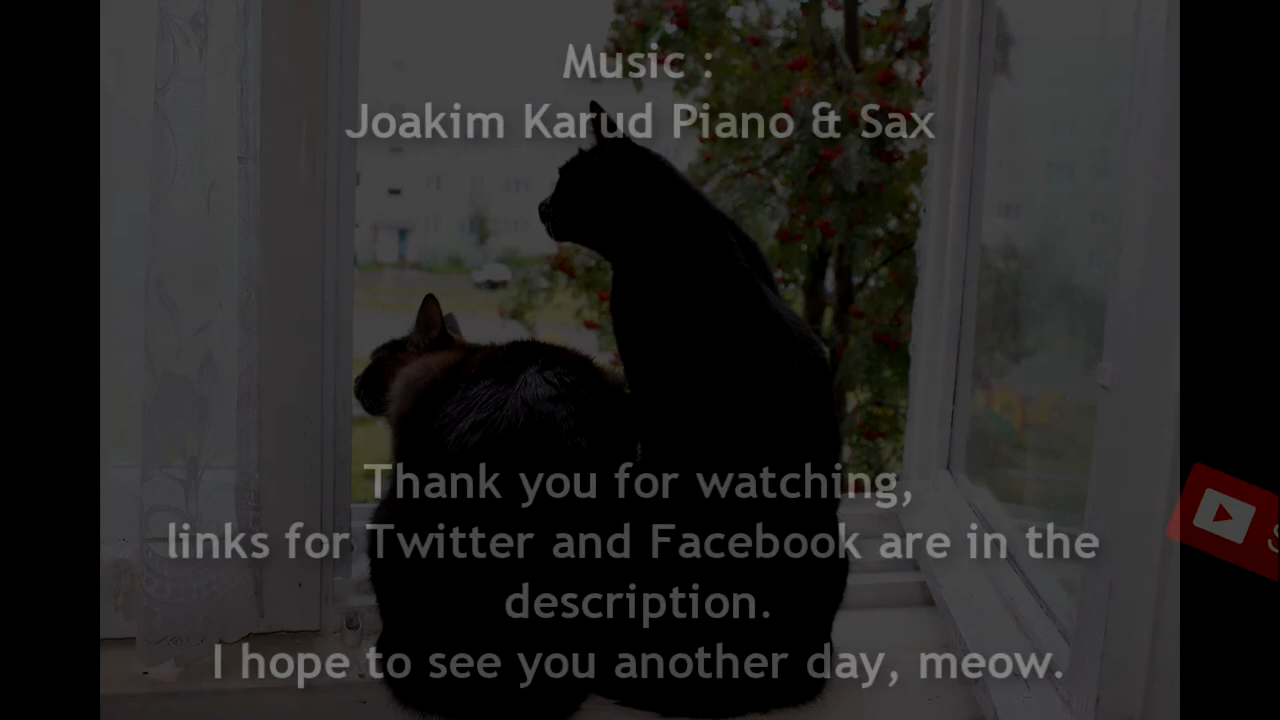 Music :
Joakim Karud Piano & Sax
Thank you for watching,
links for Twitter and Facebook are in the
description.
I hope to see you another day, meow.